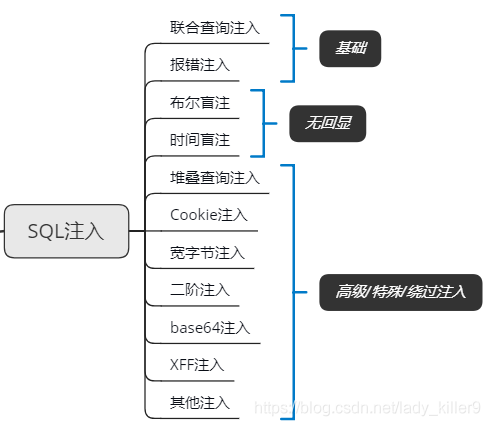 联合查询注入
基础
报错注入
布尔盲注
无回显
时间盲注
堆叠查询注入
Cookie注入
SQL注入
宽字节注入
二阶注入
高级/特殊/绕过注入
base64注入
XFF注入
其他注入
https://blog.csdn.net/lady_killer9